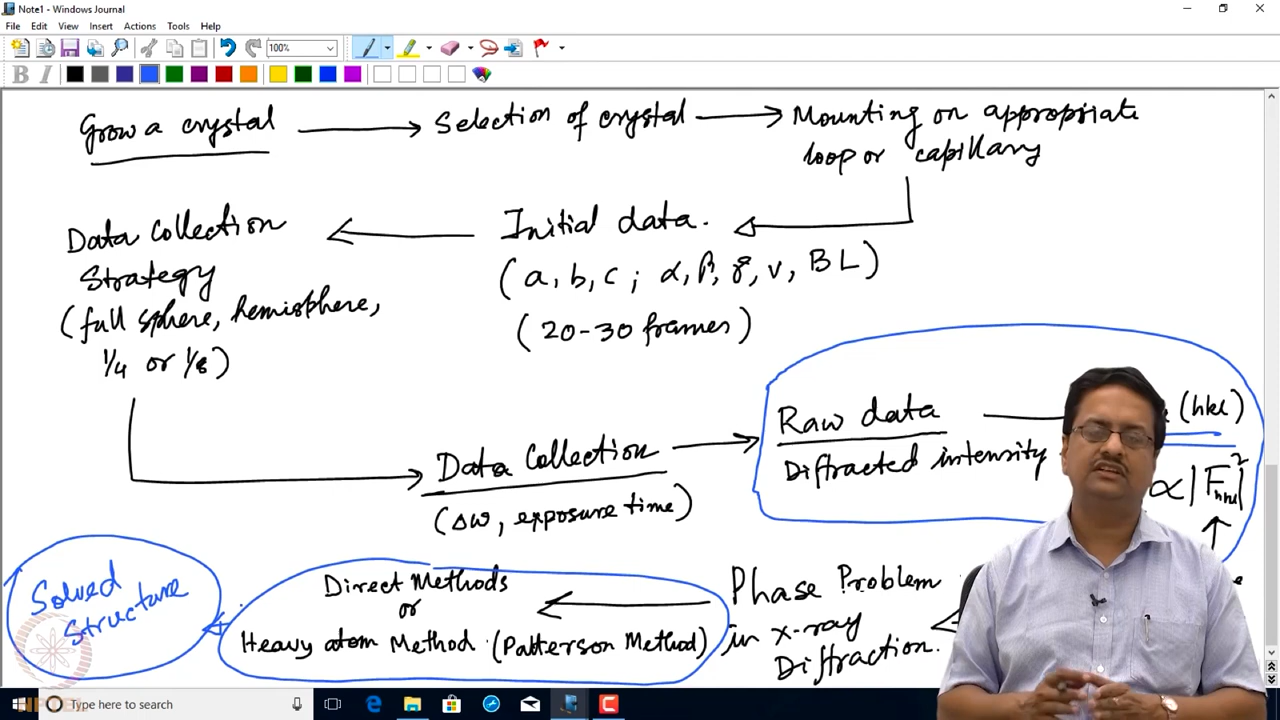 Note1 - Windows Journal
File Edit View Insert Actions Tools Help
100%
B I
Grow a crystal → Selection of crystal → Mounting on appropriate
loop or capillary
Data Collection
Strategy
(full sphere, hemisphere,
1/4 or 1/8)
Initial data.
(a, b, c ; α, β, γ, v, BL)
(20-30 frames)
Data Collection
(Δω, exposure time)
Raw data
Diffracted intensity
(hkl)
α |F hkl|²
Phase Problem
in x-ray
Diffraction.
Direct Methods
or
Heavy atom Method. (Patterson Method)
Solved
Structure
Type here to search